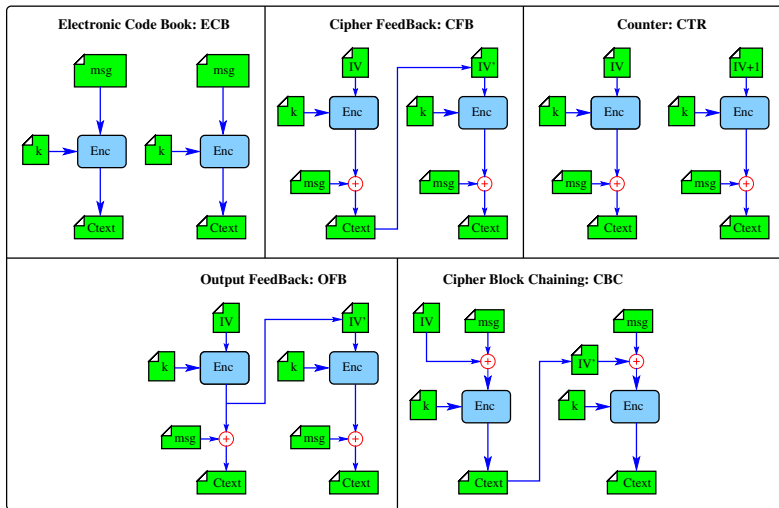 Electronic Code Book: ECB
msg
msg
k
Enc
k
Enc
Ctext
Ctext
Cipher FeedBack: CFB
IV
IV'
k
Enc
k
Enc
msg
msg
Ctext
Ctext
Counter: CTR
IV
IV+1
k
Enc
k
Enc
msg
msg
Ctext
Ctext
Output FeedBack: OFB
IV
IV'
k
Enc
k
Enc
msg
msg
Ctext
Ctext
Cipher Block Chaining: CBC
IV
msg
msg
IV'
k
Enc
k
Enc
Ctext
Ctext